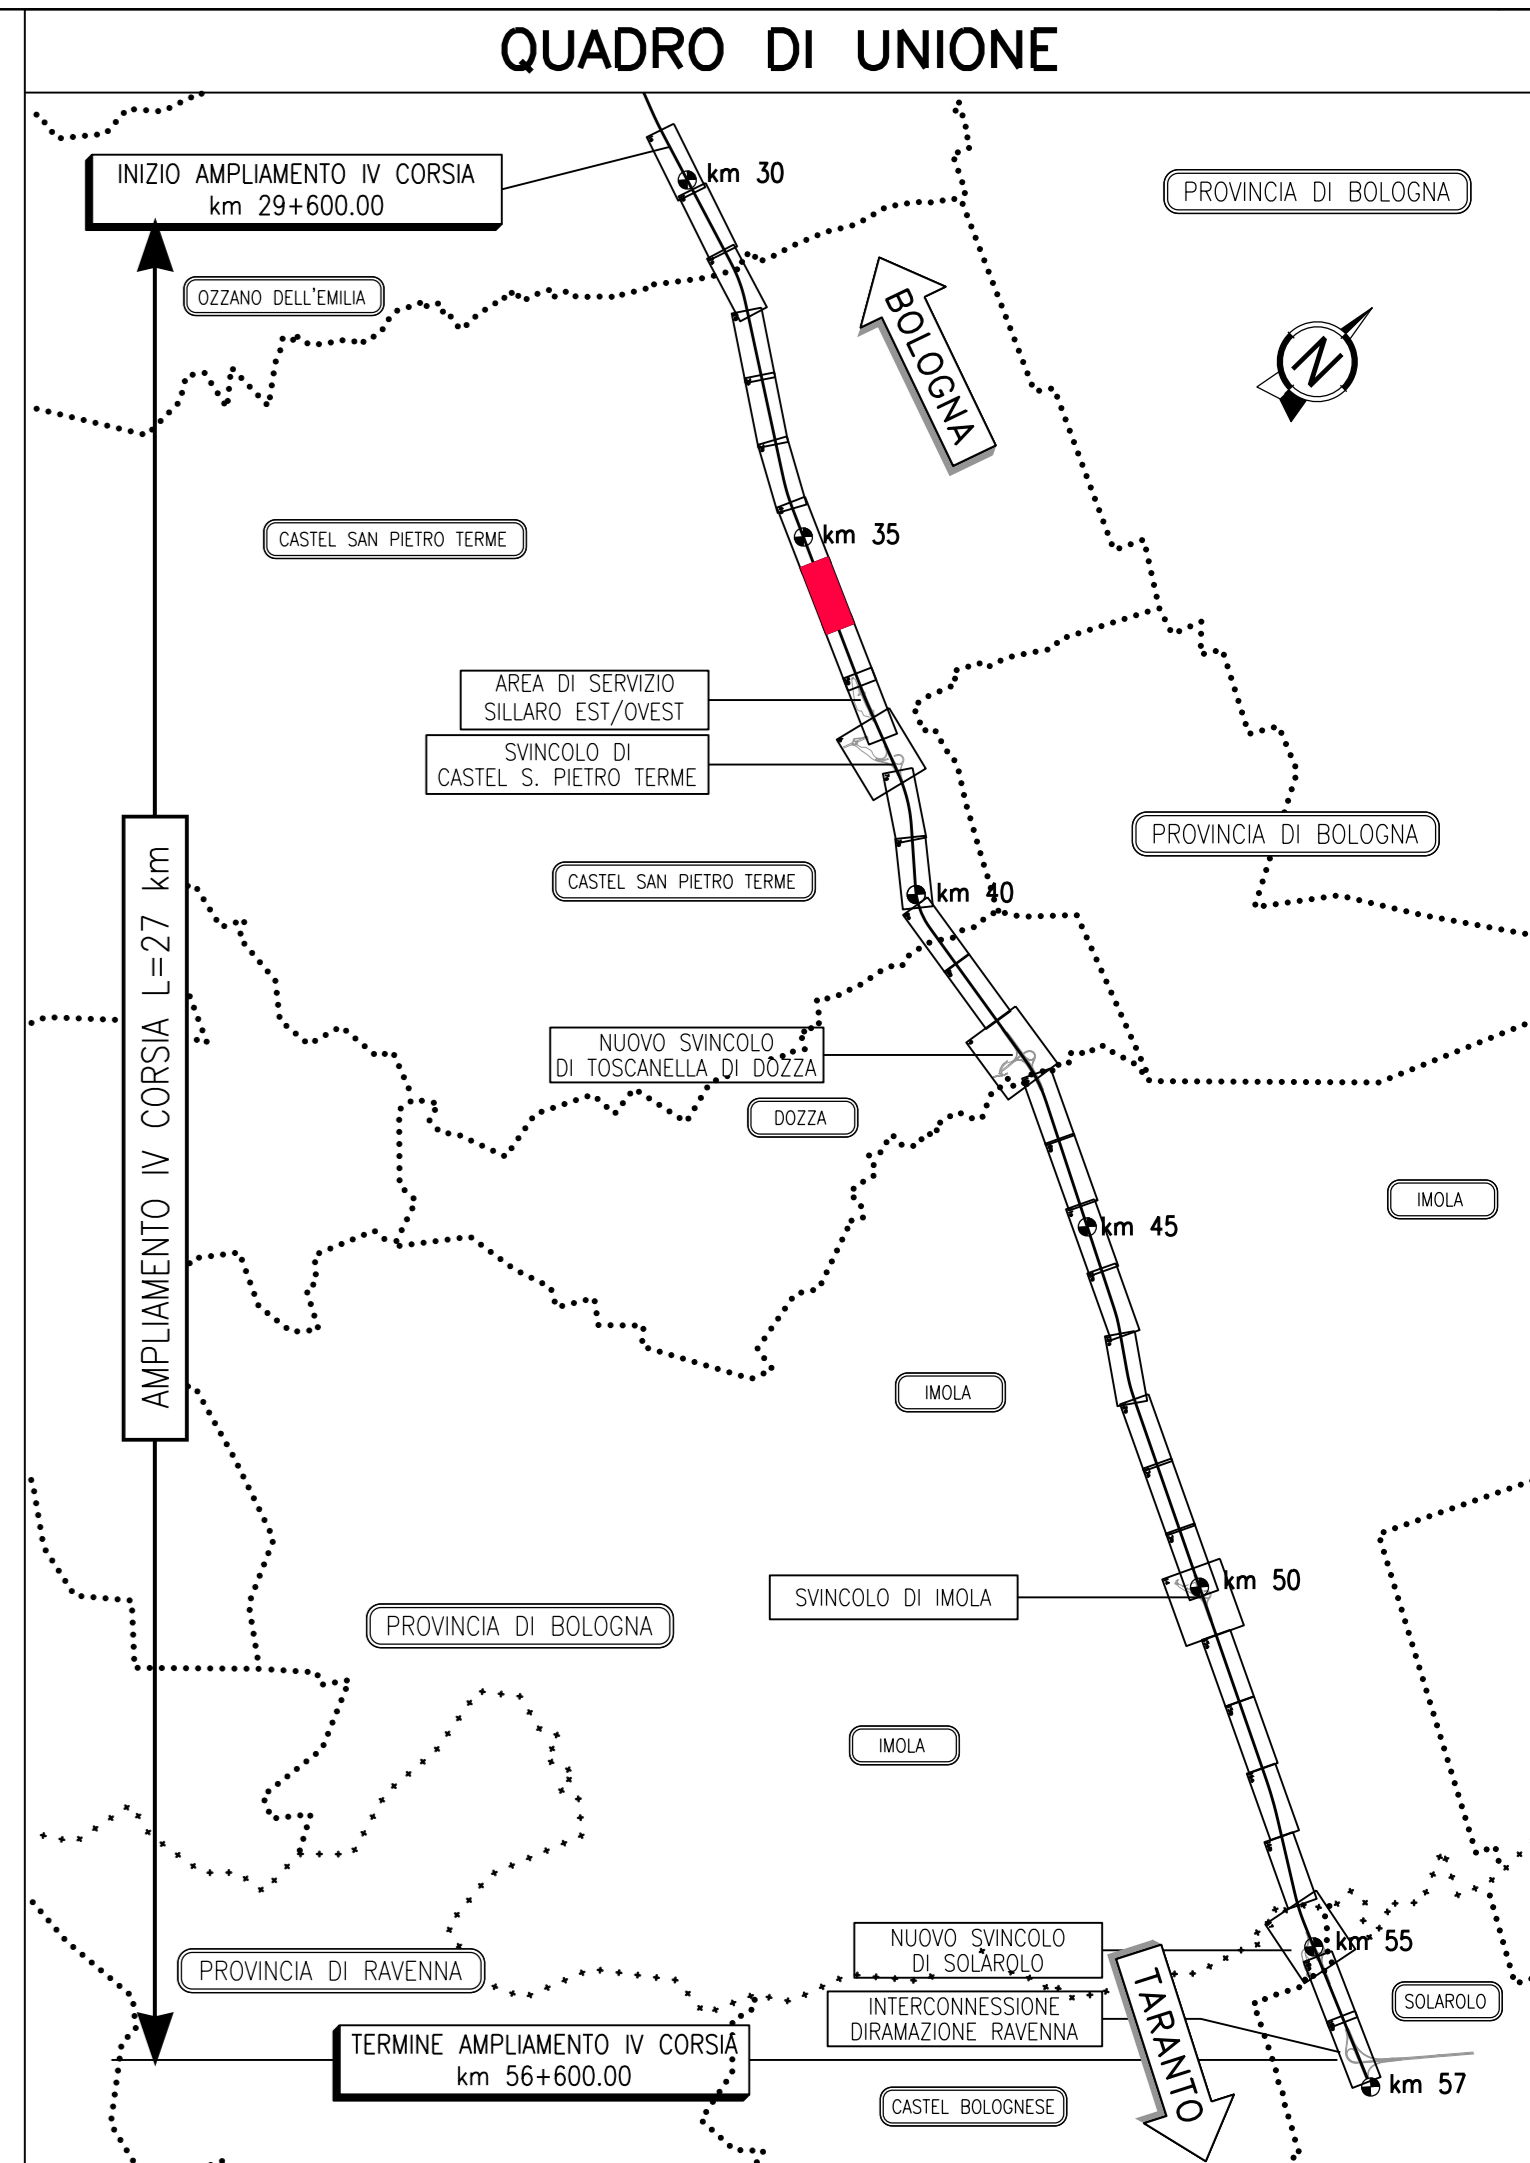 QUADRO DI UNIONE
INIZIO AMPLIAMENTO IV CORSIA
km 29+600.00
km 30
PROVINCIA DI BOLOGNA
OZZANO DELL'EMILIA
BOLOGNA
N
CASTEL SAN PIETRO TERME
km 35
AREA DI SERVIZIO
SILLARO EST/OVEST
SVINCOLO DI
CASTEL S. PIETRO TERME
PROVINCIA DI BOLOGNA
CASTEL SAN PIETRO TERME
km 40
AMPLIAMENTO IV CORSIA L=27 km
NUOVO SVINCOLO
DI TOSCANELLA DI DOZZA
DOZZA
IMOLA
km 45
IMOLA
km 50
SVINCOLO DI IMOLA
PROVINCIA DI BOLOGNA
IMOLA
NUOVO SVINCOLO
DI SOLAROLO
km 55
PROVINCIA DI RAVENNA
SOLAROLO
INTERCONNESSIONE
DIRAMAZIONE RAVENNA
TARANTO
TERMINE AMPLIAMENTO IV CORSIA
km 56+600.00
km 57
CASTEL BOLOGNESE